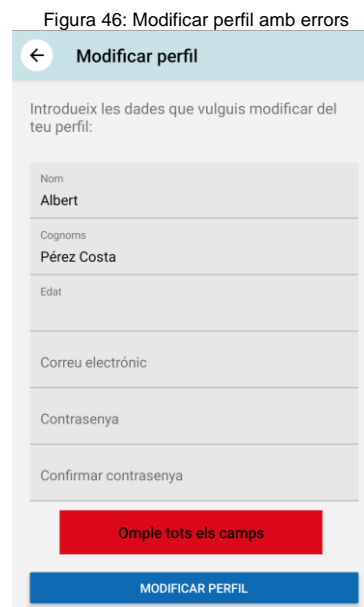 Figura 46: Modificar perfil amb errors
Modificar perfil
Introdueix les dades que vulguis modificar del
teu perfil:
Nom
Albert
Cognoms
Pérez Costa
Edat
Correu electrónic
Contrasenya
Confirmar contrasenya
Omple tots els camps
MODIFICAR PERFIL